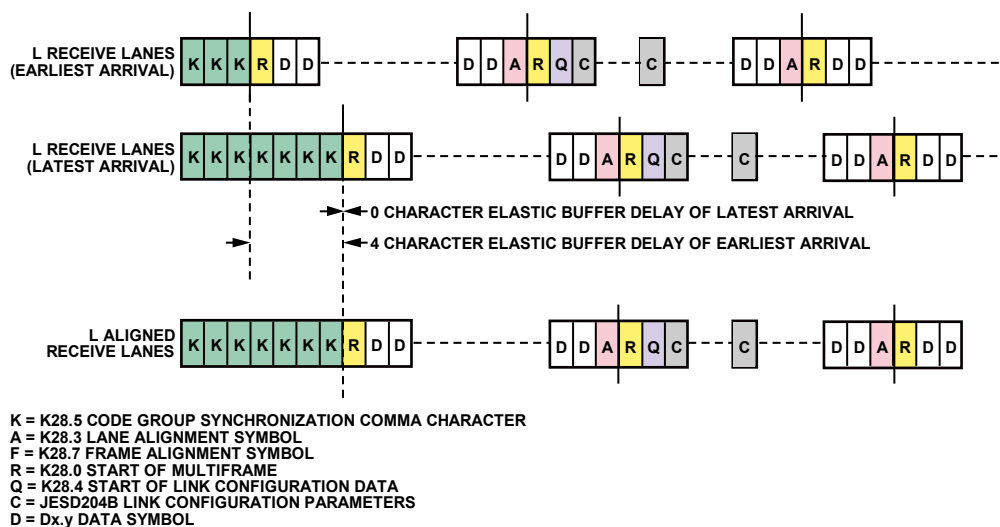 L RECEIVE LANES
(EARLIEST ARRIVAL)
K K K R D D
D D A R Q C
C
D D A R D D
L RECEIVE LANES
(LATEST ARRIVAL)
K K K K K K K R D D
D D A R Q C
C
D D A R D D
0 CHARACTER ELASTIC BUFFER DELAY OF LATEST ARRIVAL
4 CHARACTER ELASTIC BUFFER DELAY OF EARLIEST ARRIVAL
L ALIGNED
RECEIVE LANES
K K K K K K K R D D
D D A R Q C
C
D D A R D D
K = K28.5 CODE GROUP SYNCHRONIZATION COMMA CHARACTER
A = K28.3 LANE ALIGNMENT SYMBOL
F = K28.7 FRAME ALIGNMENT SYMBOL
R = K28.0 START OF MULTIFRAME
Q = K28.4 START OF LINK CONFIGURATION DATA
C = JESD204B LINK CONFIGURATION PARAMETERS
D = Dx.y DATA SYMBOL